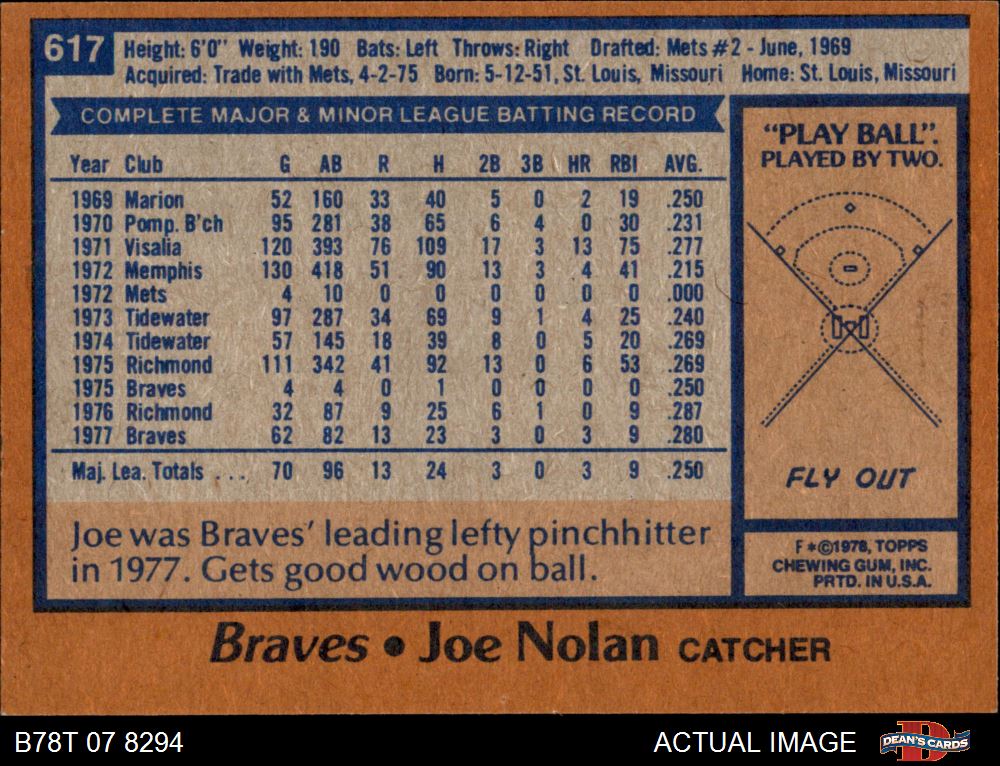 617
Height: 6'0" Weight: 190 Bats: Left Throws: Right Drafted: Mets #2 - June, 1969
Acquired: Trade with Mets, 4-2-75 Born: 5-12-51, St. Louis, Missouri Home: St. Louis, Missouri
COMPLETE MAJOR & MINOR LEAGUE BATTING RECORD
Year Club G AB R H 2B 3B HR RBI AVG.
1969 Marion 52 160 33 40 5 0 2 19 .250
1970 Pomp. B'ch 95 281 38 65 6 4 0 30 .231
1971 Visalia 120 393 76 109 17 3 13 75 .277
1972 Memphis 130 418 51 90 13 3 4 41 .215
1972 Mets 4 10 0 0 0 0 0 0 .000
1973 Tidewater 97 287 34 69 9 1 4 25 .240
1974 Tidewater 57 145 18 39 8 0 5 20 .269
1975 Richmond 111 342 41 92 13 0 6 53 .269
1975 Braves 4 4 0 1 0 0 0 0 .250
1976 Richmond 32 87 9 25 6 1 0 9 .287
1977 Braves 62 82 13 23 3 0 3 9 .280
Maj. Lea. Totals . . . . 70 96 13 24 3 0 3 9 .250
Joe was Braves' leading lefty pinchhitter
in 1977. Gets good wood on ball.
"PLAY BALL".
PLAYED BY TWO.
FLY OUT
F *©1978, TOPPS
CHEWING GUM, INC.
PRTD. IN U.S.A.
Braves • Joe Nolan CATCHER
B78T 07 8294
ACTUAL IMAGE
D
DEAN'S CARDS